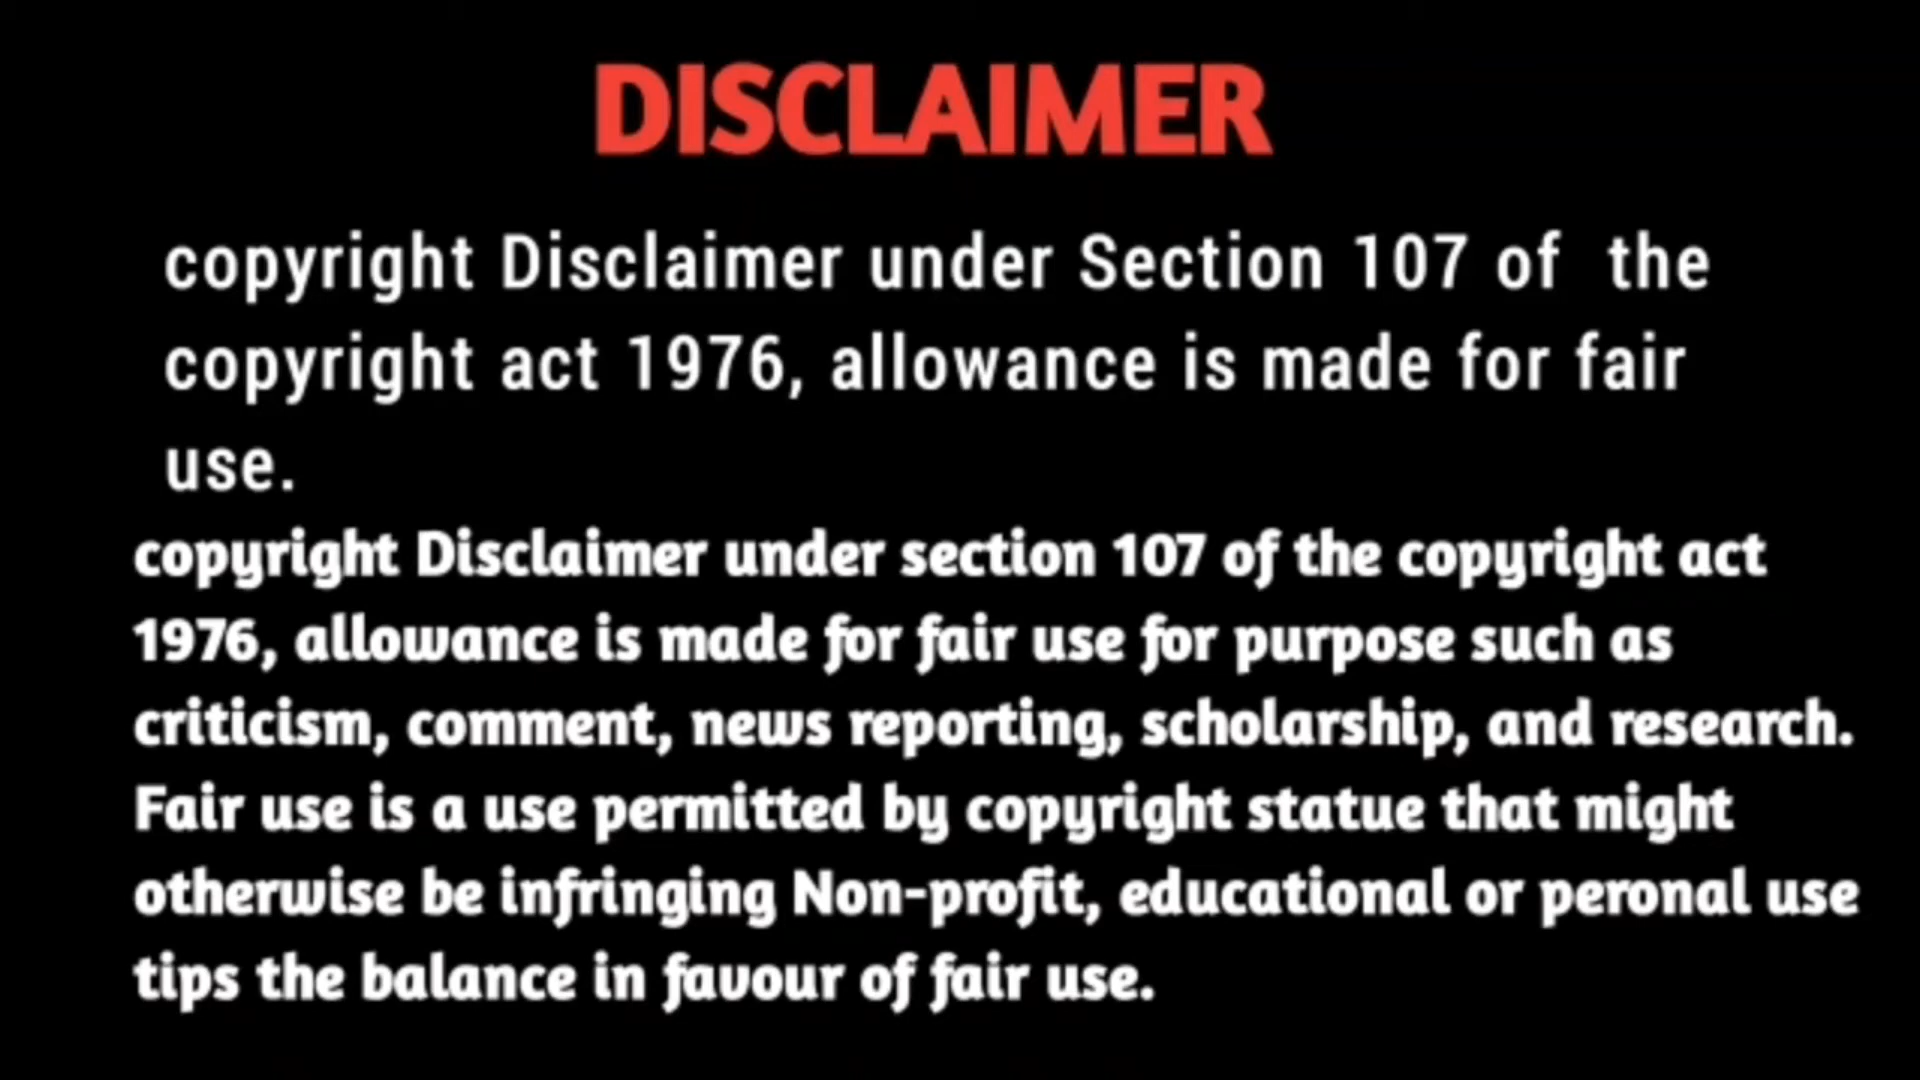 DISCLAIMER
copyright Disclaimer under Section 107 of the
copyright act 1976, allowance is made for fair
use.
copyright Disclaimer under section 107 of the copyright act
1976, allowance is made for fair use for purpose such as
criticism, comment, news reporting, scholarship, and research.
Fair use is a use permitted by copyright statue that might
otherwise be infringing Non-profit, educational or peronal use
tips the balance in favour of fair use.